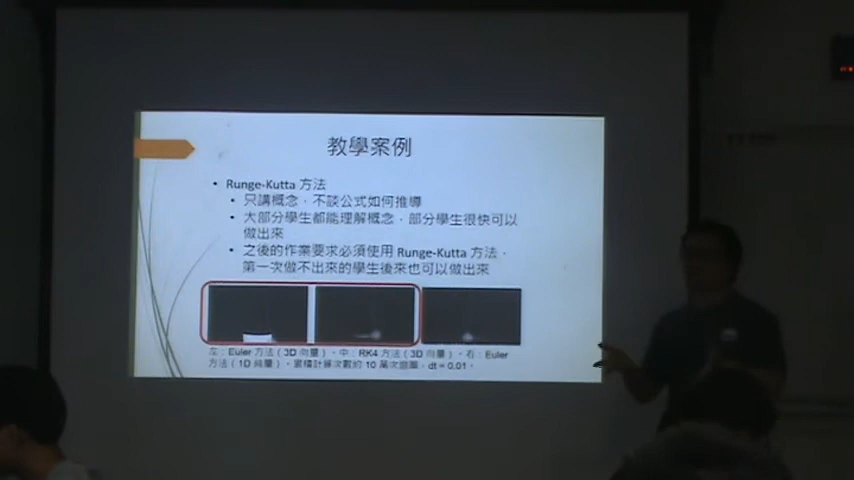 教學案例
• Runge-Kutta 方法
• 只講概念，不談公式如何推導
• 大部分學生都能理解概念，部分學生很快可以
做出來
• 之後的作業要求必須使用 Runge-Kutta 方法，
第一次做不出來的學生後來也可以做出來
左：Euler 方法（3D 向量），中：RK4 方法（3D 向量），右：Euler
方法（1D 向量），累積計算次數約 10 萬次迴圈，dt = 0.01。